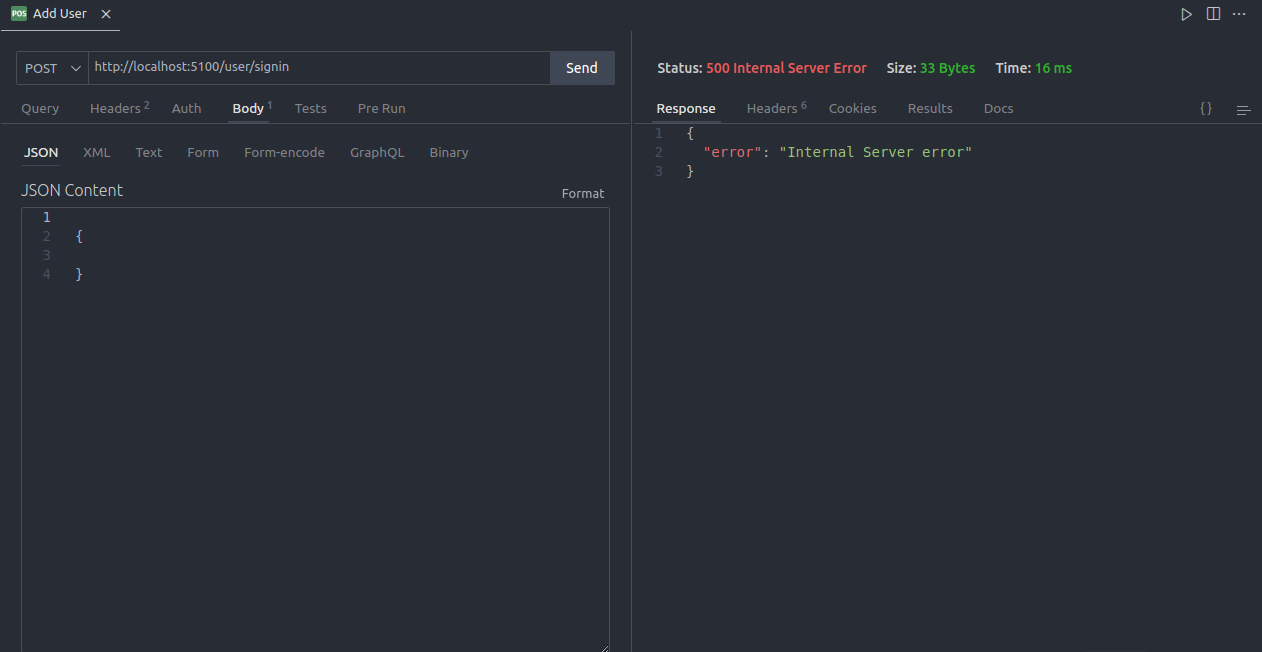 POS Add User
POST http://localhost:5100/user/signin Send
Query Headers 2 Auth Body 1 Tests Pre Run
JSON XML Text Form Form-encode GraphQL Binary
JSON Content Format
1
2 {
3
4 }
Status: 500 Internal Server Error Size: 33 Bytes Time: 16 ms
Response Headers 6 Cookies Results Docs {}
1 {
2 "error": "Internal Server error"
3 }